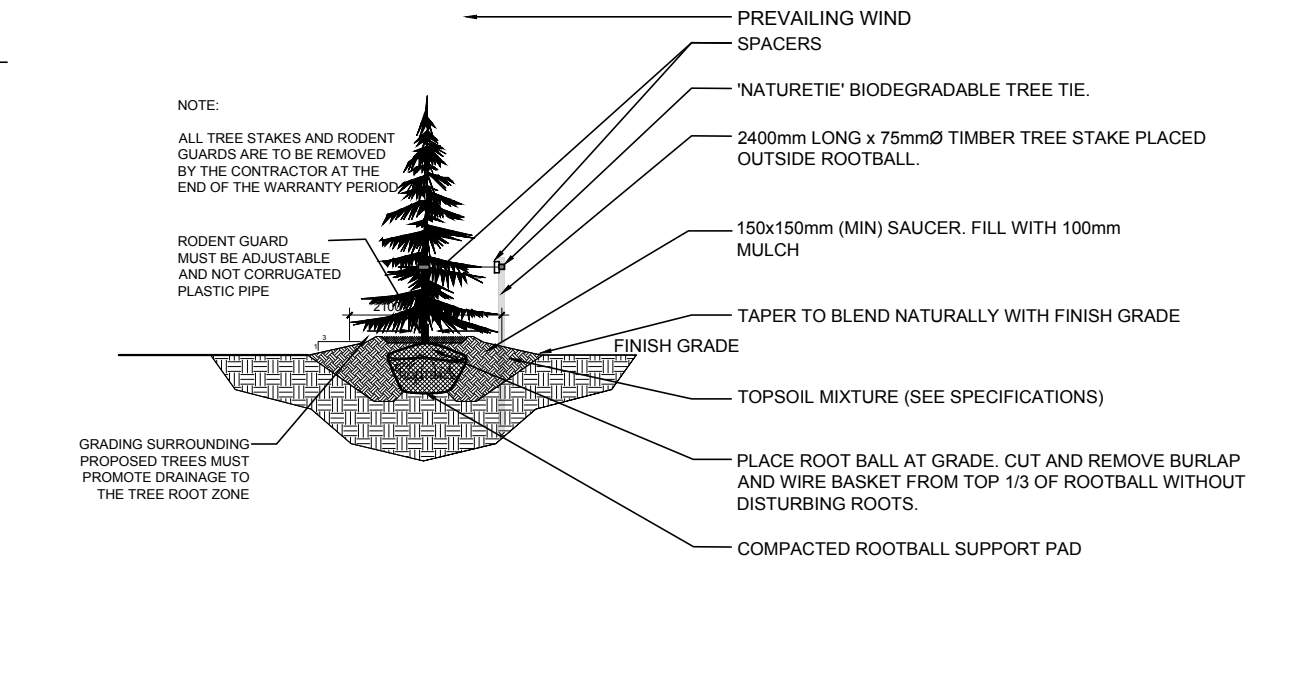 PREVAILING WIND
SPACERS
'NATURETIE' BIODEGRADABLE TREE TIE.
2400mm LONG x 75mmØ TIMBER TREE STAKE PLACED
OUTSIDE ROOTBALL.
150x150mm (MIN) SAUCER. FILL WITH 100mm
MULCH
TAPER TO BLEND NATURALLY WITH FINISH GRADE
FINISH GRADE
TOPSOIL MIXTURE (SEE SPECIFICATIONS)
PLACE ROOT BALL AT GRADE. CUT AND REMOVE BURLAP
AND WIRE BASKET FROM TOP 1/3 OF ROOTBALL WITHOUT
DISTURBING ROOTS.
COMPACTED ROOTBALL SUPPORT PAD
NOTE:
ALL TREE STAKES AND RODENT
GUARDS ARE TO BE REMOVED
BY THE CONTRACTOR AT THE
END OF THE WARRANTY PERIOD
RODENT GUARD
MUST BE ADJUSTABLE
AND NOT CORRUGATED
PLASTIC PIPE
3
1
GRADING SURROUNDING
PROPOSED TREES MUST
PROMOTE DRAINAGE TO
THE TREE ROOT ZONE